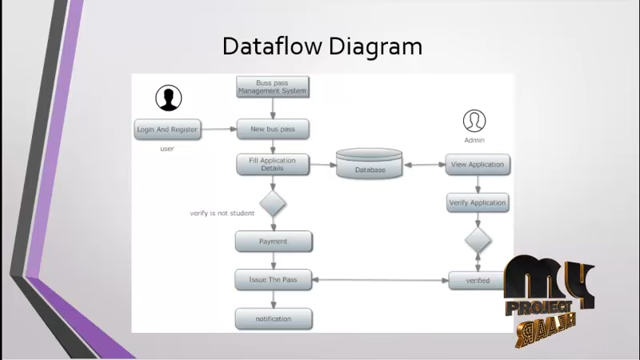 Dataflow Diagram
Buss pass
Management System
Login And Register
New bus pass
user
Admin
Fill Application
Details
Database
View Application
Verify Application
verify is not student
Payment
Issue The Pass
verified
notification
MY
PROJECT